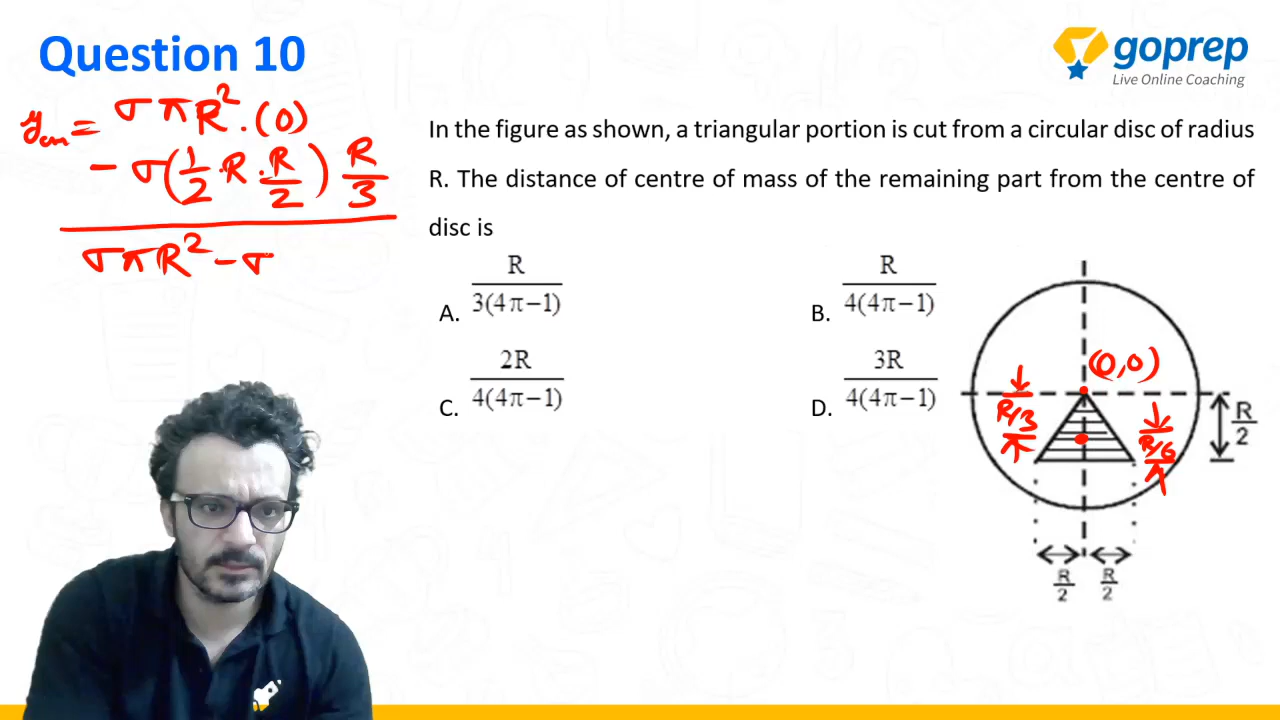 Question 10
goprep
Live Online Coaching
y_cm = σπR². (0)
- σ(1/2 · R · R/2) R/3
σπR² - σ
In the figure as shown, a triangular portion is cut from a circular disc of radius
R. The distance of centre of mass of the remaining part from the centre of
disc is
A. R/3(4π−1)
B. R/4(4π−1)
C. 2R/4(4π−1)
D. 3R/4(4π−1)
(0,0)
R/3
R/6
R/2
R/2 R/2